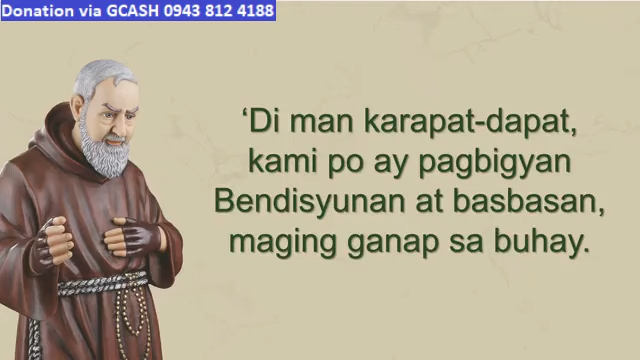 Donation via GCASH 0943 812 4188
‘Di man karapat-dapat,
kami po ay pagbigyan
Bendisyunan at basbasan,
maging ganap sa buhay.